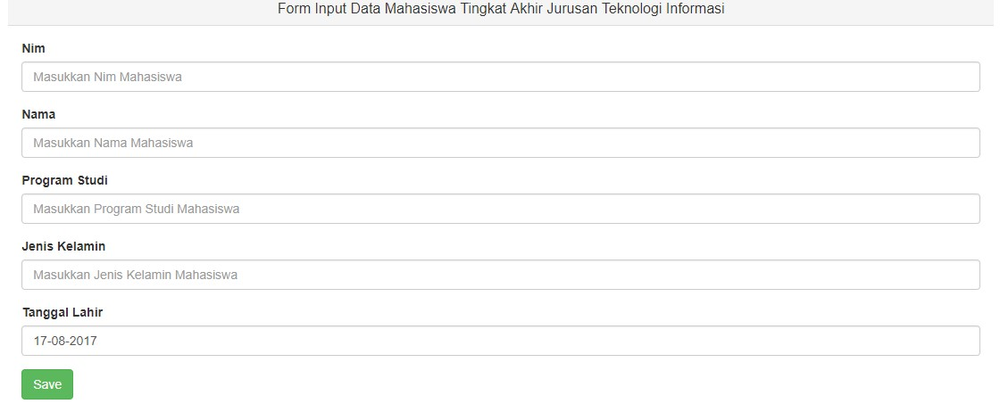 Form Input Data Mahasiswa Tingkat Akhir Jurusan Teknologi Informasi
Nim
Masukkan Nim Mahasiswa
Nama
Masukkan Nama Mahasiswa
Program Studi
Masukkan Program Studi Mahasiswa
Jenis Kelamin
Masukkan Jenis Kelamin Mahasiswa
Tanggal Lahir
17-08-2017
Save